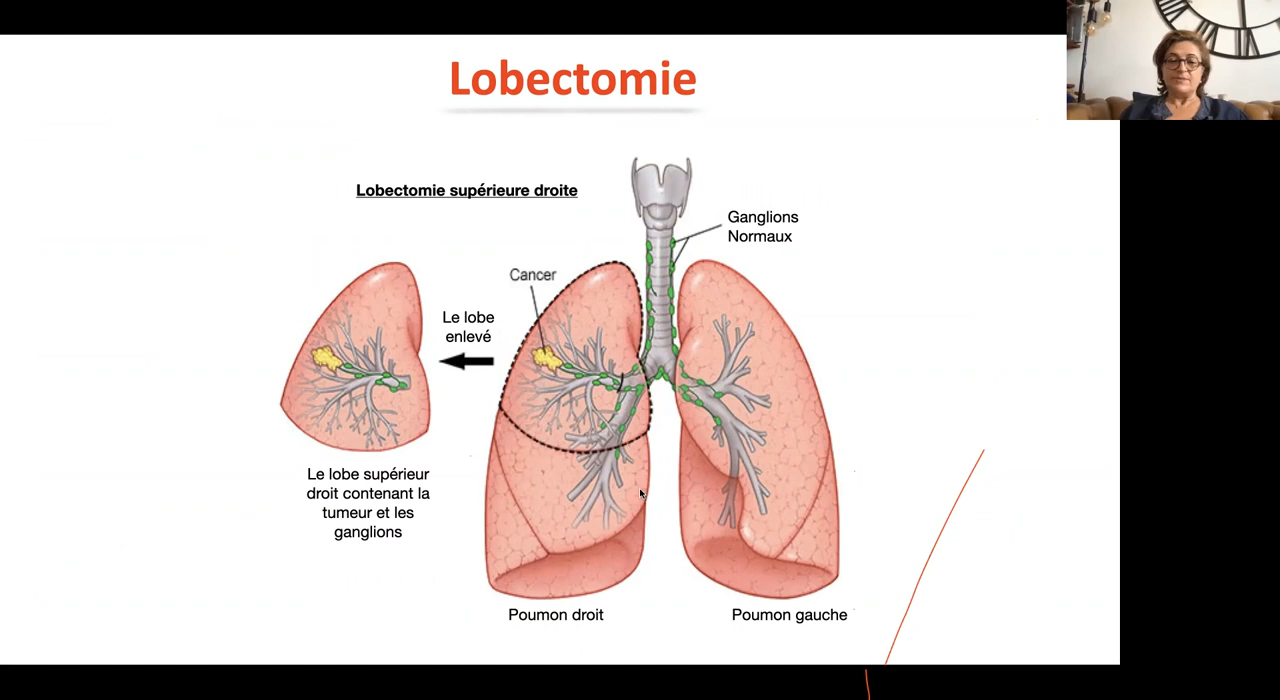 Lobectomie
Lobectomie supérieure droite
Ganglions
Normaux
Cancer
Le lobe
enlevé
Le lobe supérieur
droit contenant la
tumeur et les
ganglions
Poumon droit
Poumon gauche